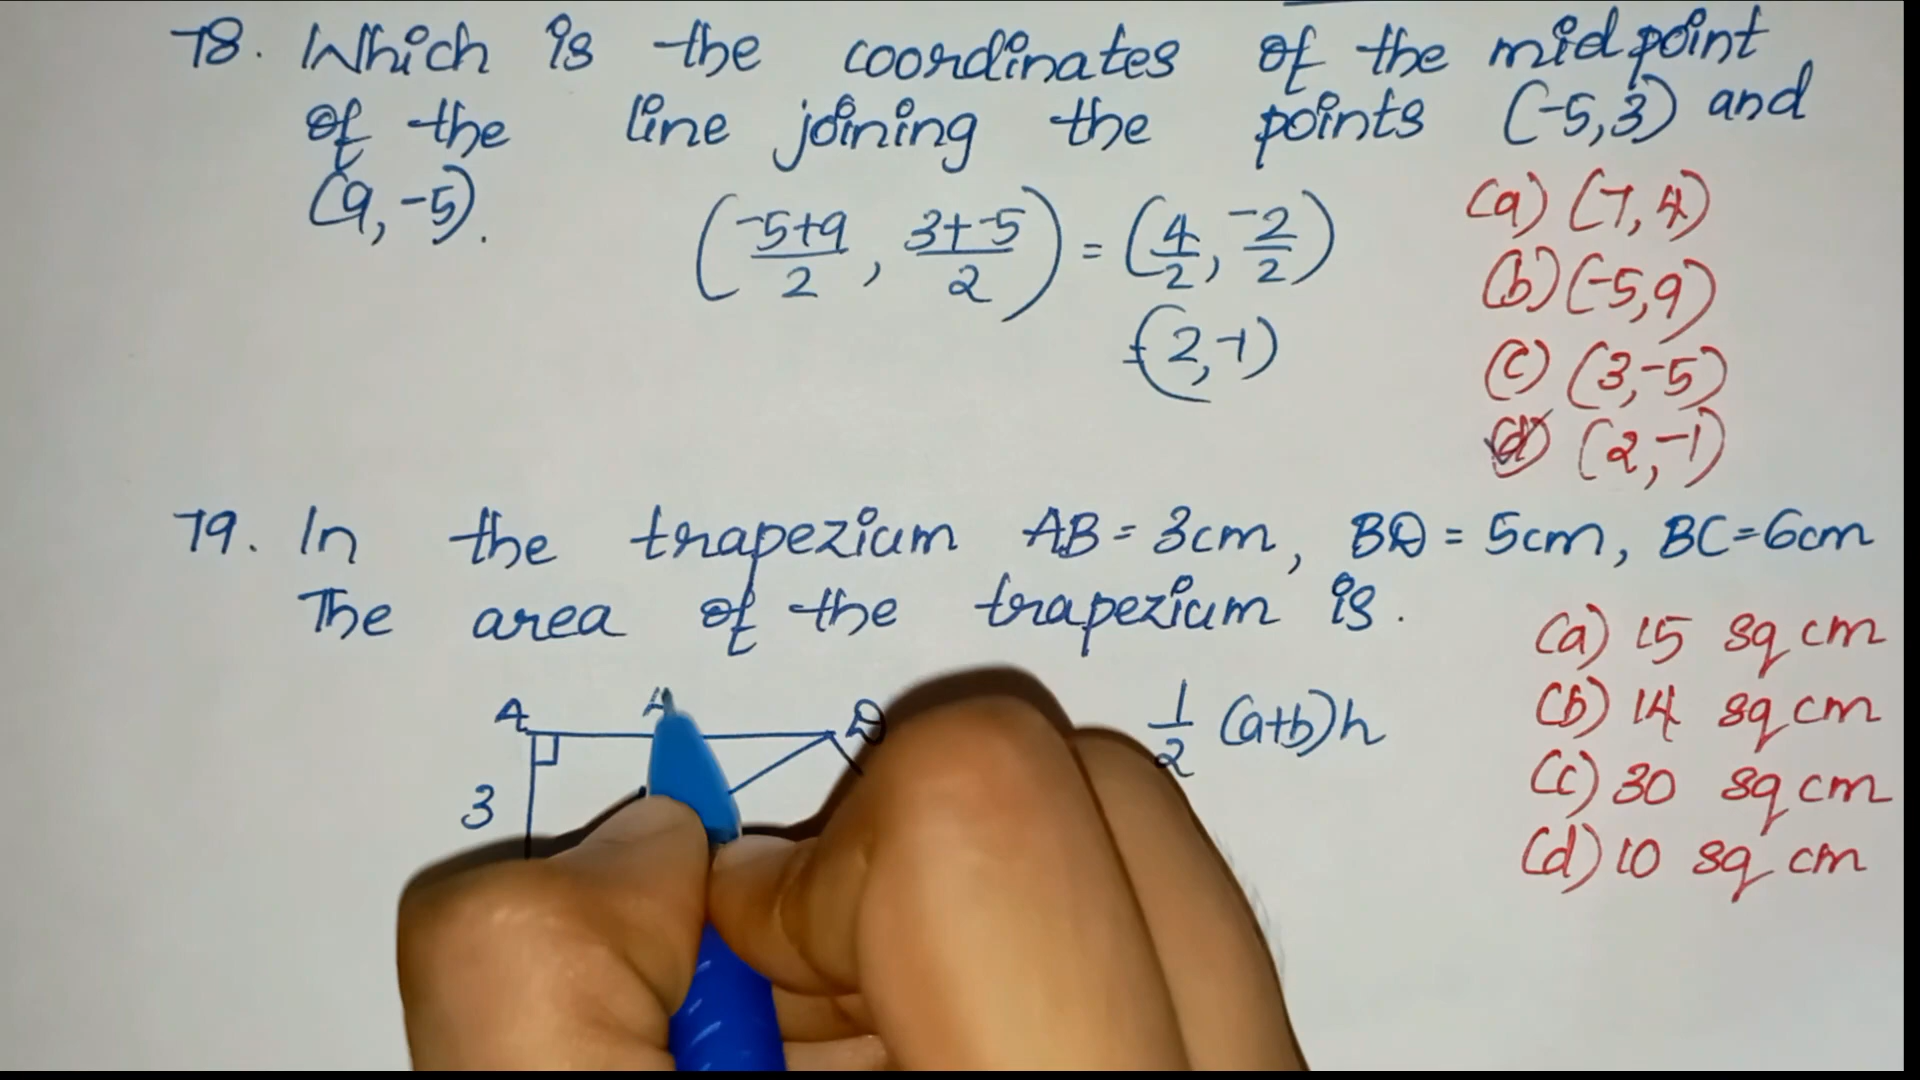 78. Which is the coordinates of the midpoint
of the line joining the points (-5,3) and
(9,-5).
(-5+9/2, 3+-5/2) = (4/2, -2/2)
=(2,-1)
(a) (7,4)
(b) (-5,9)
(c) (3,-5)
(d) (2,-1)
79. In the trapezium AB = 3cm, BD = 5cm, BC=6cm
The area of the trapezium is.
A
D
3
1/2 (a+b)h
(a) 15 sq cm
(b) 14 sq cm
(c) 30 sq cm
(d) 10 sq cm